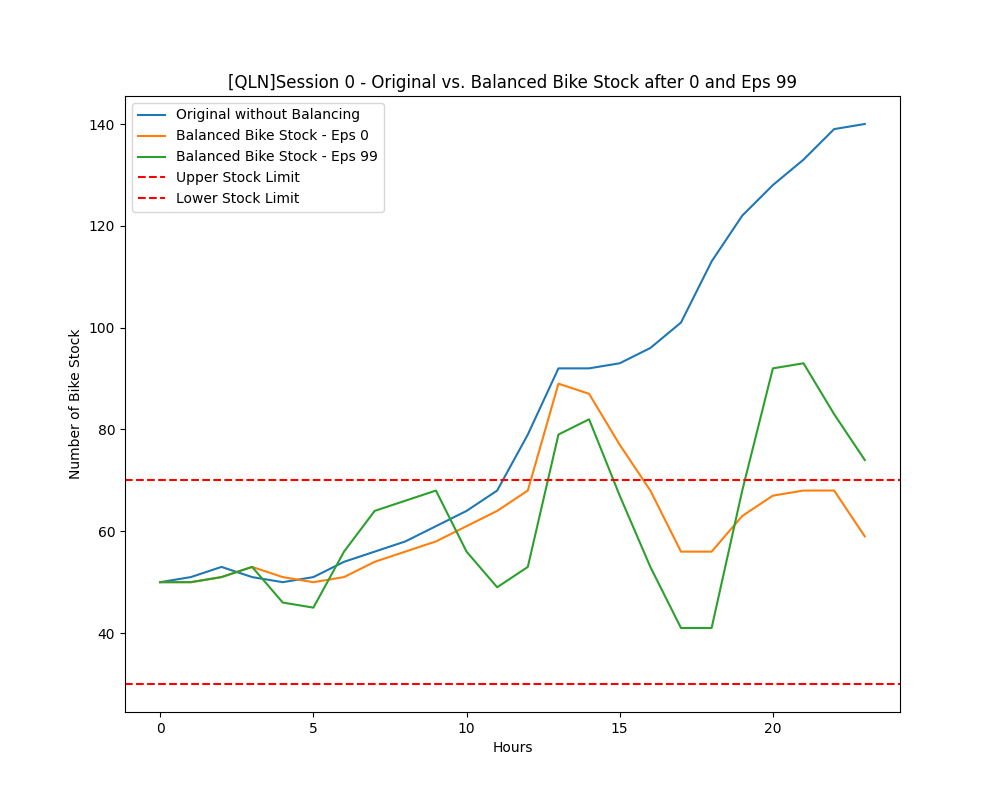 [QLN]Session 0 - Original vs. Balanced Bike Stock after 0 and Eps 99
Original without Balancing
Balanced Bike Stock - Eps 0
Balanced Bike Stock - Eps 99
Upper Stock Limit
Lower Stock Limit
140
120
100
80
60
40
Number of Bike Stock
0 5 10 15 20
Hours